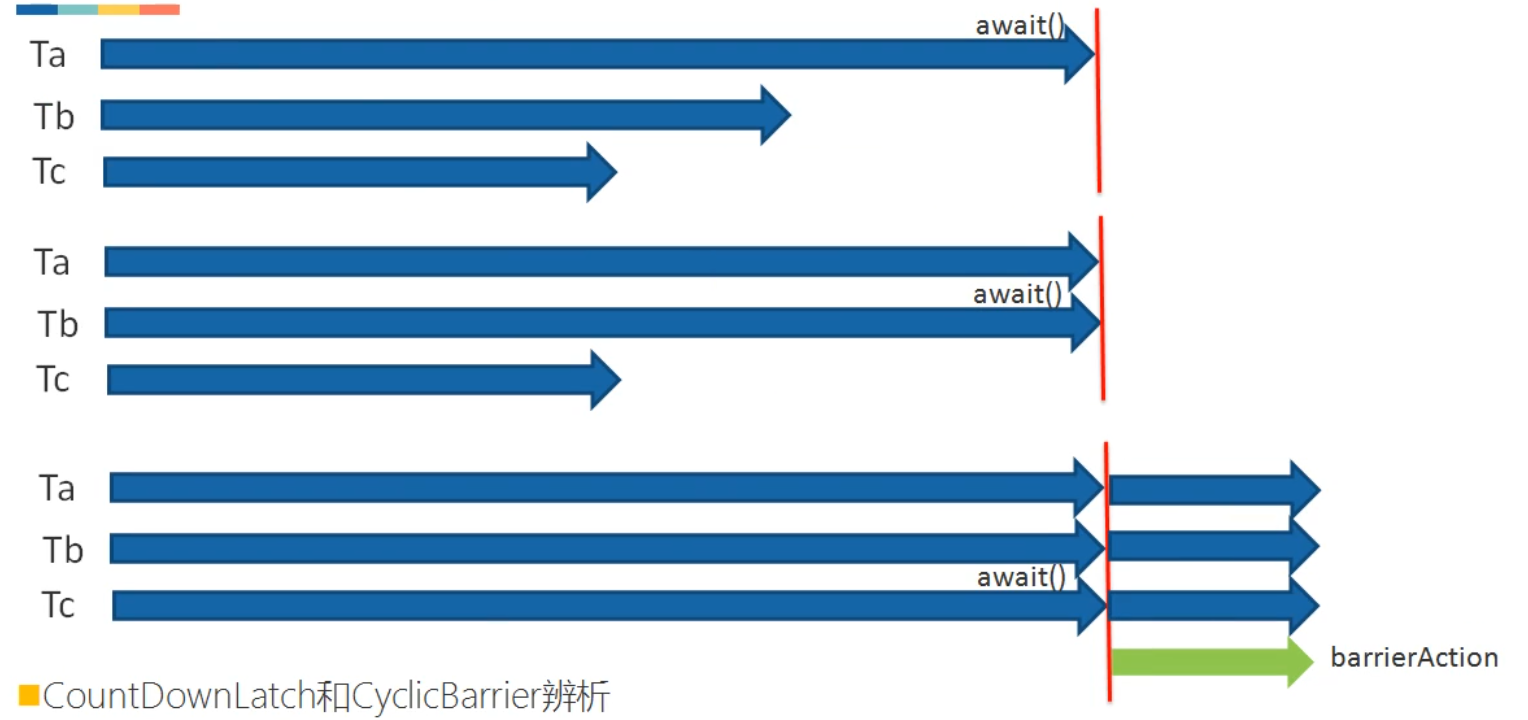 await()
Ta
Tb
Tc
Ta
await()
Tb
Tc
Ta
Tb
await()
Tc
barrierAction
CountDownLatch和CyclicBarrier辨析